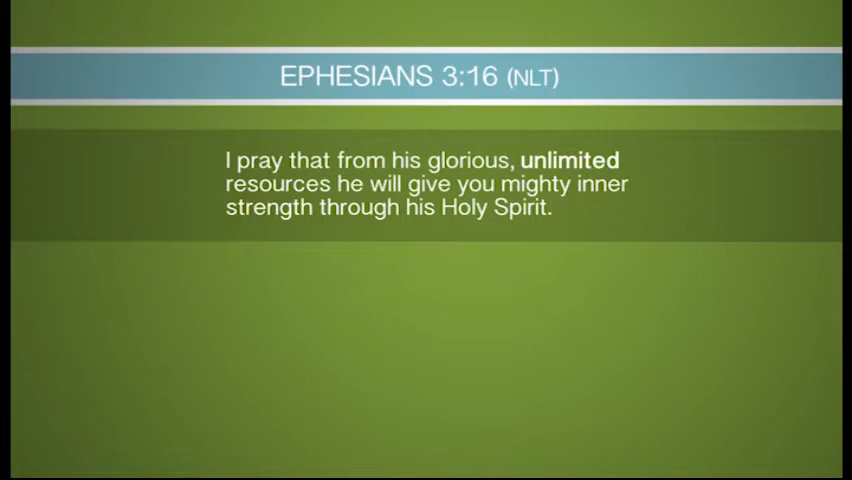 EPHESIANS 3:16 (NLT)
I pray that from his glorious, unlimited
resources he will give you mighty inner
strength through his Holy Spirit.